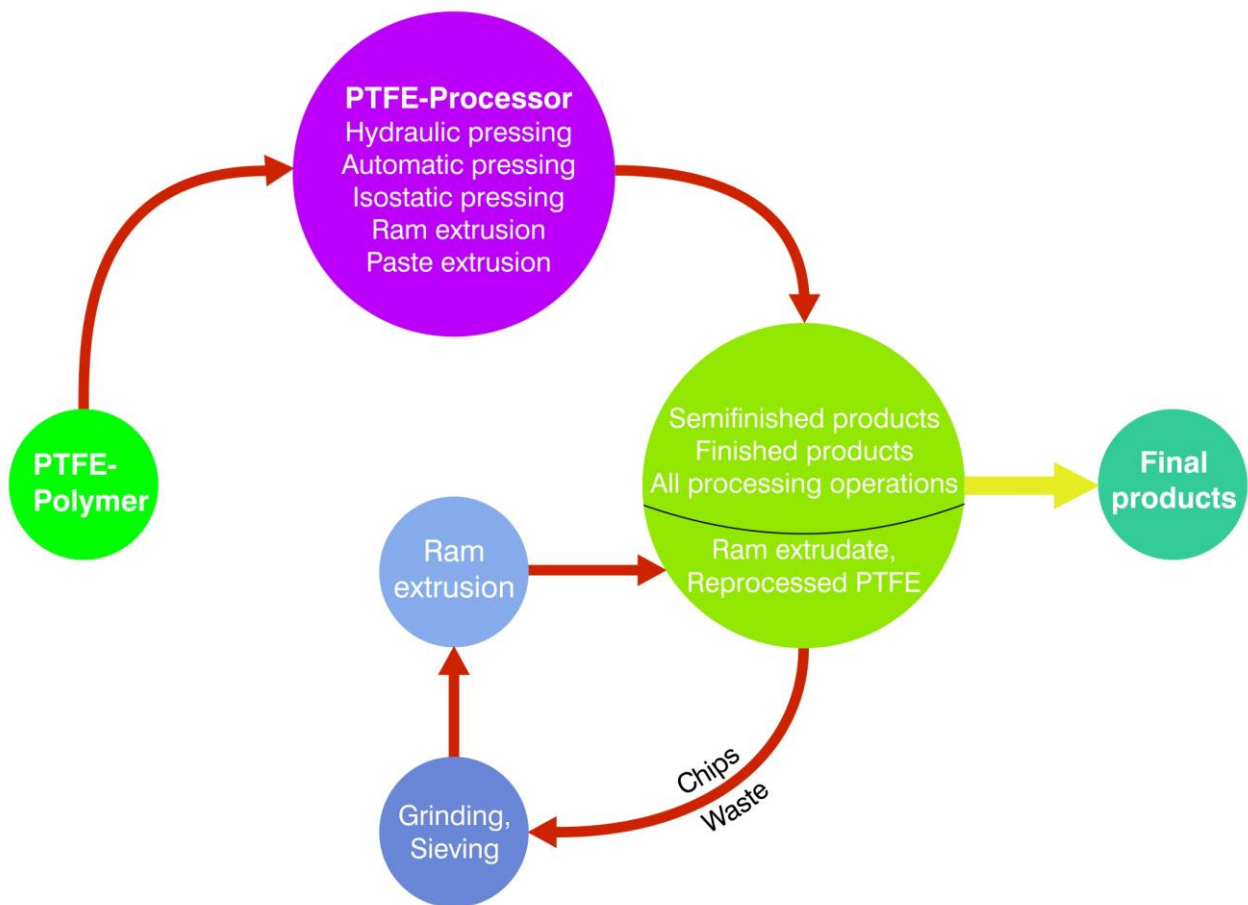 PTFE-Processor
Hydraulic pressing
Automatic pressing
Isostatic pressing
Ram extrusion
Paste extrusion
PTFE-
Polymer
Semifinished products
Finished products
All processing operations
Ram extrudate,
Reprocessed PTFE
Final
products
Ram
extrusion
Grinding,
Sieving
Chips
Waste